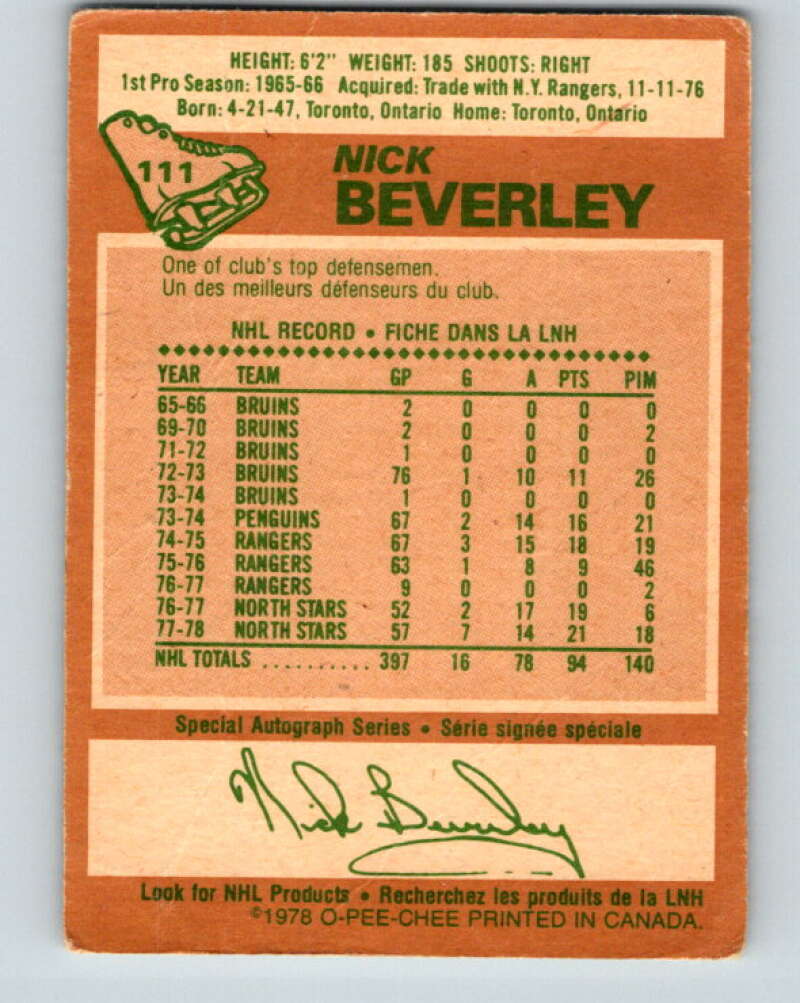 HEIGHT: 6'2" WEIGHT: 185 SHOOTS: RIGHT
1st Pro Season: 1965-66 Acquired: Trade with N.Y. Rangers, 11-11-76
Born: 4-21-47, Toronto, Ontario Home: Toronto, Ontario
111
NICK
BEVERLEY
One of club's top defensemen.
Un des meilleurs défenseurs du club.
NHL RECORD • FICHE DANS LA LNH
YEAR TEAM GP G A PTS PIM
65-66 BRUINS 2 0 0 0 0
69-70 BRUINS 2 0 0 0 2
71-72 BRUINS 1 0 0 0 0
72-73 BRUINS 76 1 10 11 26
73-74 BRUINS 1 0 0 0 0
73-74 PENGUINS 67 2 14 16 21
74-75 RANGERS 67 3 15 18 19
75-76 RANGERS 63 1 8 9 46
76-77 RANGERS 9 0 0 0 2
76-77 NORTH STARS 52 2 17 19 6
77-78 NORTH STARS 57 7 14 21 18
NHL TOTALS .......... 397 16 78 94 140
Special Autograph Series • Série signée spéciale
Nick Beverley
Look for NHL Products • Recherchez les produits de la LNH
©1978 O-PEE-CHEE PRINTED IN CANADA.